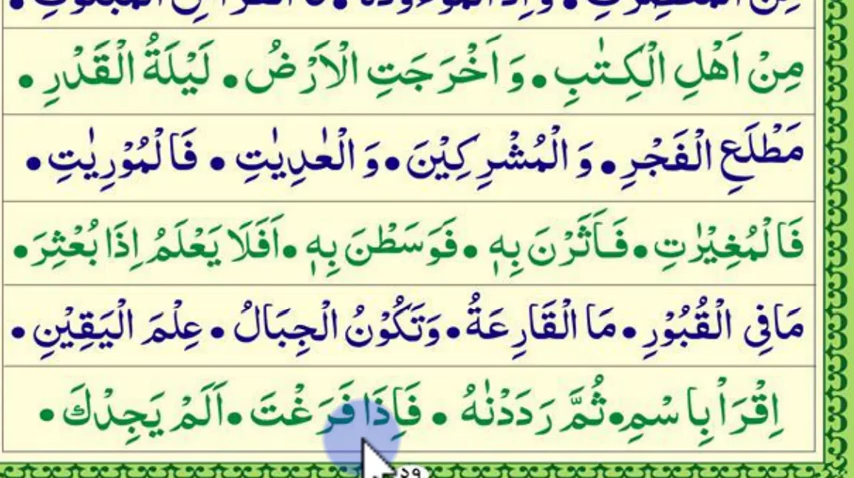 مِنْ اَهْلِ الْكِتٰبِ • وَ اَخْرَجَتِ الْاَرْضُ • لَيْلَةُ الْقَدْرِ •
مَطْلَعِ الْفَجْرِ • وَ الْمُشْرِكِيْنَ • وَ الْعٰدِيٰتِ • فَالْمُوْرِيٰتِ •
فَالْمُغِيْرٰتِ • فَاَثَرْنَ بِهٖ • فَوَسَطْنَ بِهٖ • اَفَلَا يَعْلَمُ اِذَا بُعْثِرَ •
مَافِى الْقُبُوْرِ • مَا الْقَارِعَةُ • وَتَكُوْنُ الْجِبَالُ • عِلْمَ الْيَقِيْنِ •
اِقْرَاْ بِاسْمِ • ثُمَّ رَدَدْنٰهُ • فَاِذَا فَرَغْتَ • اَلَمْ يَجِدْكَ •